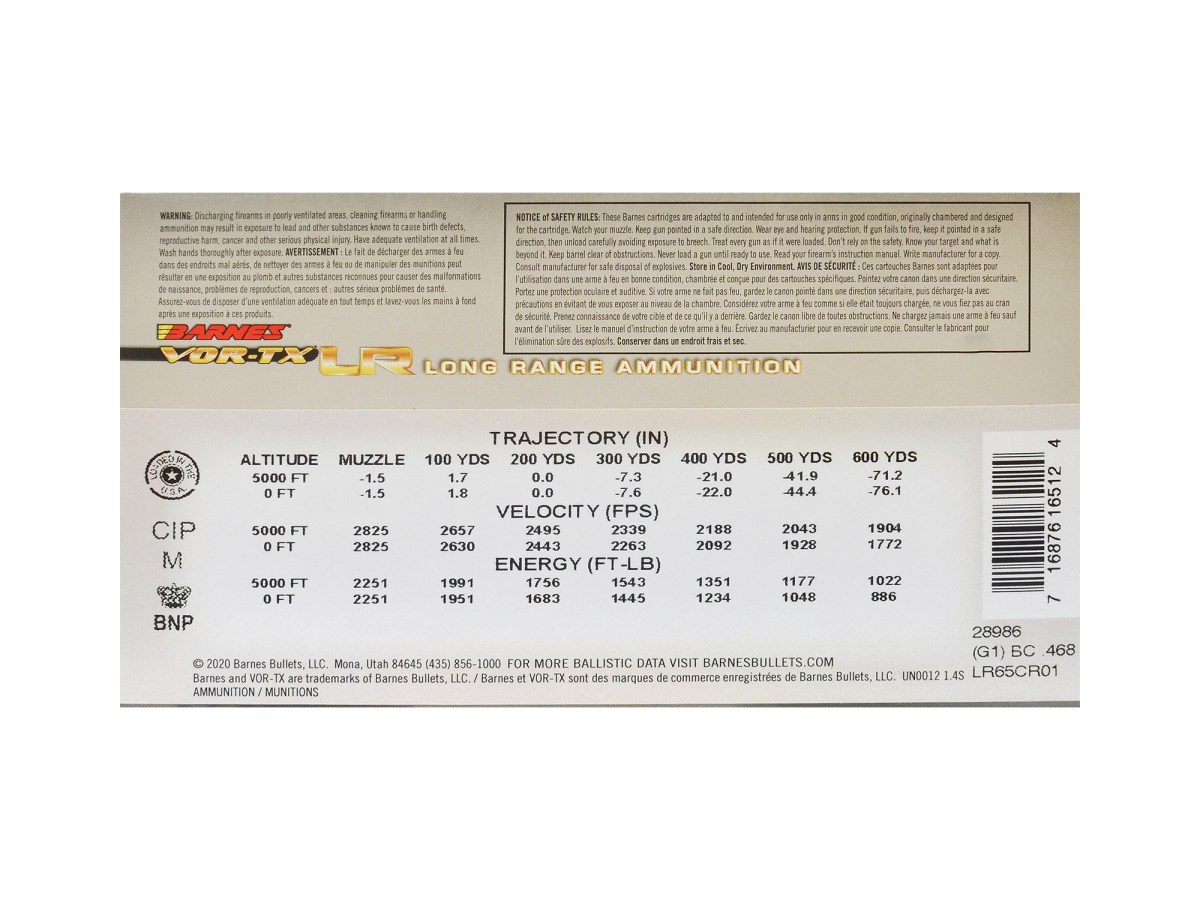 WARNING: Discharging firearms in poorly ventilated areas, cleaning firearms or handling
ammunition may result in exposure to lead and other substances known to cause birth defects,
reproductive harm, cancer and other serious physical injury. Have adequate ventilation at all times.
Wash hands thoroughly after exposure. AVERTISSEMENT : Le fait de décharger des armes à feu
dans des endroits mal aérés, de nettoyer des armes à feu ou de manipuler des munitions peut
résulter en une exposition au plomb et autres substances reconnues pour causer des malformations
de naissance, problèmes de reproduction, cancers et : autres sérieux problèmes de santé.
Assurez-vous de disposer d'une ventilation adéquate en tout temps et lavez-vous les mains à fond
après une exposition à ces produits.
BARNES
VOR-TX LR LONG RANGE AMMUNITION
NOTICE of SAFETY RULES: These Barnes cartridges are adapted to and intended for use only in arms in good condition, originally chambered and designed
for the cartridge. Watch your muzzle. Keep gun pointed in a safe direction. Wear eye and hearing protection. If gun fails to fire, keep it pointed in a safe
direction, then unload carefully avoiding exposure to breech. Treat every gun as if it were loaded. Don't rely on the safety. Know your target and what is
beyond it. Keep barrel clear of obstructions. Never load a gun until ready to use. Read your firearm's instruction manual. Write manufacturer for a copy.
Consult manufacturer for safe disposal of explosives. Store in Cool, Dry Environment. AVIS DE SÉCURITÉ : Ces cartouches Barnes sont adaptées pour
l'utilisation dans une arme à feu en bonne condition, chambrée et conçue pour des cartouches spécifiques. Pointez votre canon dans une direction sécuritaire.
Portez une protection oculaire et auditive. Si votre arme ne fait pas feu, gardez le canon pointé dans une direction sécuritaire, puis déchargez-la avec
précautions en évitant de vous exposer au niveau de la chambre. Considérez votre arme à feu comme si elle était toujours chargée, ne vous fiez pas au cran
de sécurité. Prenez connaissance de votre cible et de ce qu'il y a derrière. Gardez le canon libre de toutes obstructions. Ne chargez jamais une arme à feu sauf
avant de l'utiliser. Lisez le manuel d'instruction de votre arme à feu. Écrivez au manufacturier pour en recevoir une copie. Consulter le fabricant pour
l'élimination sûre des explosifs. Conserver dans un endroit frais et sec.
LOADED IN THE U.S.A.
CIP
M
BNP
TRAJECTORY (IN)
ALTITUDE MUZZLE 100 YDS 200 YDS 300 YDS 400 YDS 500 YDS 600 YDS
5000 FT -1.5 1.7 0.0 -7.3 -21.0 -41.9 -71.2
0 FT -1.5 1.8 0.0 -7.6 -22.0 -44.4 -76.1
VELOCITY (FPS)
5000 FT 2825 2657 2495 2339 2188 2043 1904
0 FT 2825 2630 2443 2263 2092 1928 1772
ENERGY (FT-LB)
5000 FT 2251 1991 1756 1543 1351 1177 1022
0 FT 2251 1951 1683 1445 1234 1048 886
7 16876 16512 4
28986
(G1) BC .468
LR65CR01
© 2020 Barnes Bullets, LLC. Mona, Utah 84645 (435) 856-1000 FOR MORE BALLISTIC DATA VISIT BARNESBULLETS.COM
Barnes and VOR-TX are trademarks of Barnes Bullets, LLC. / Barnes et VOR-TX sont des marques de commerce enregistrées de Barnes Bullets, LLC. UN0012 1.4S
AMMUNITION / MUNITIONS